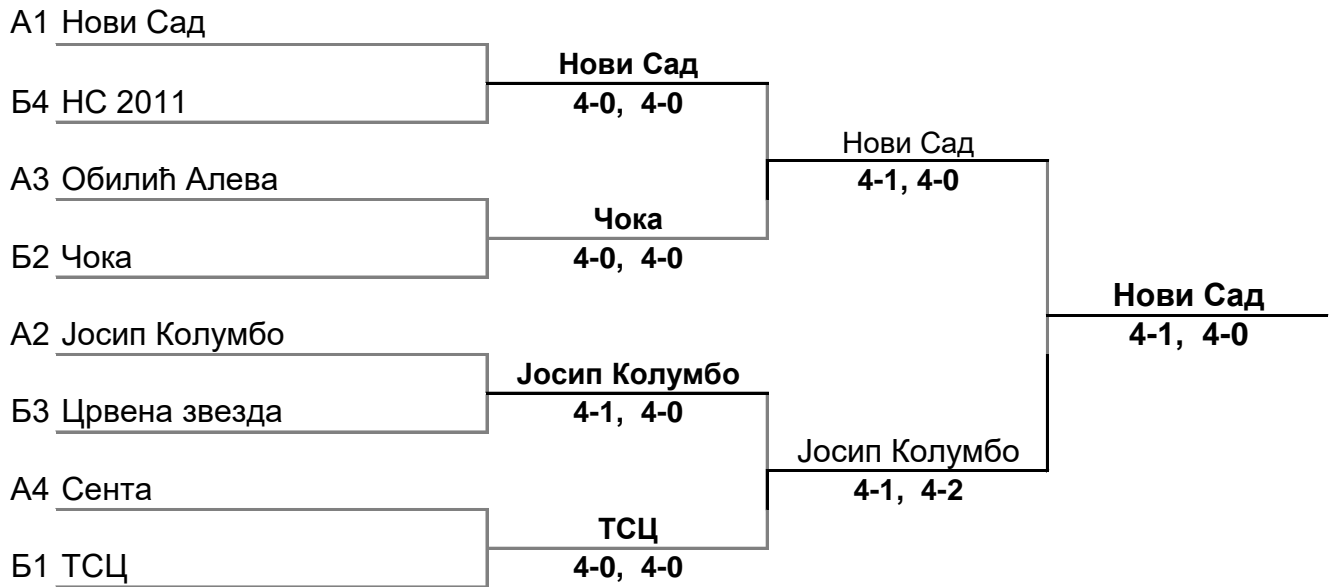 А1 Нови Сад
Нови Сад
Б4 НС 2011
4-0, 4-0
Нови Сад
А3 Обилић Алева
4-1, 4-0
Чока
Б2 Чока
4-0, 4-0
Нови Сад
А2 Јосип Колумбо
4-1, 4-0
Јосип Колумбо
Б3 Црвена звезда
4-1, 4-0
Јосип Колумбо
А4 Сента
4-1, 4-2
ТСЦ
Б1 ТСЦ
4-0, 4-0